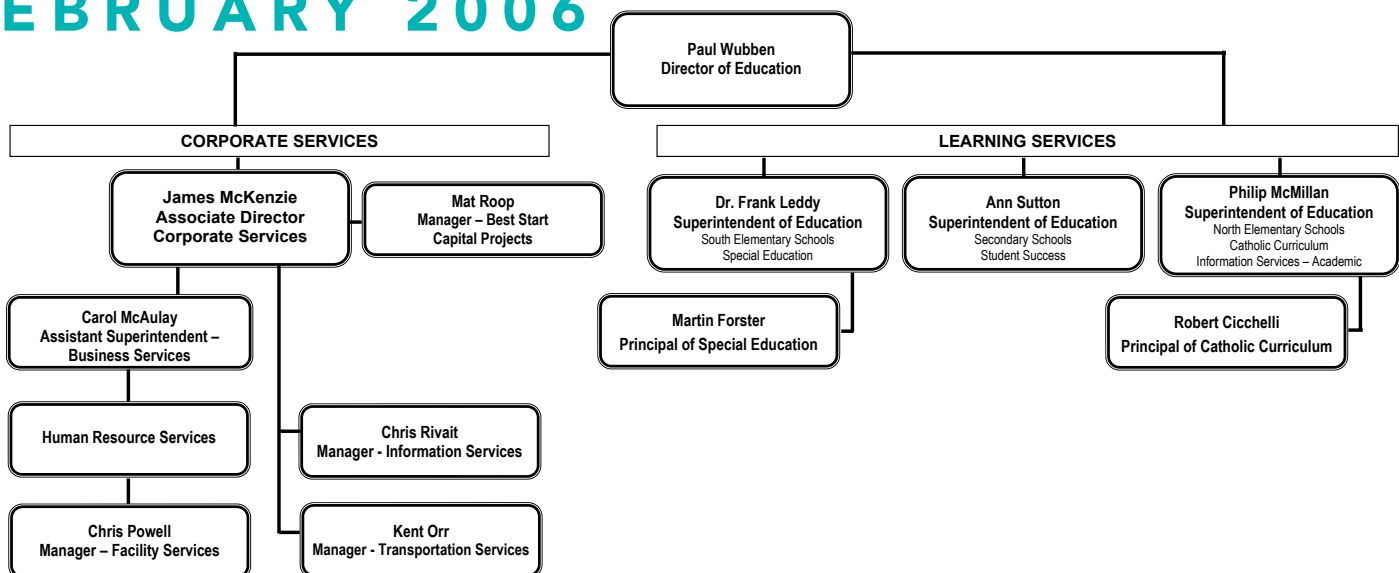 EBRUARY 2006
Paul Wubben
Director of Education
CORPORATE SERVICES
LEARNING SERVICES
James McKenzie
Associate Director
Corporate Services
Mat Roop
Manager – Best Start
Capital Projects
Dr. Frank Leddy
Superintendent of Education
South Elementary Schools
Special Education
Ann Sutton
Superintendent of Education
Secondary Schools
Student Success
Philip McMillan
Superintendent of Education
North Elementary Schools
Catholic Curriculum
Information Services – Academic
Carol McAulay
Assistant Superintendent –
Business Services
Martin Forster
Principal of Special Education
Robert Cicchelli
Principal of Catholic Curriculum
Human Resource Services
Chris Rivait
Manager - Information Services
Chris Powell
Manager – Facility Services
Kent Orr
Manager - Transportation Services